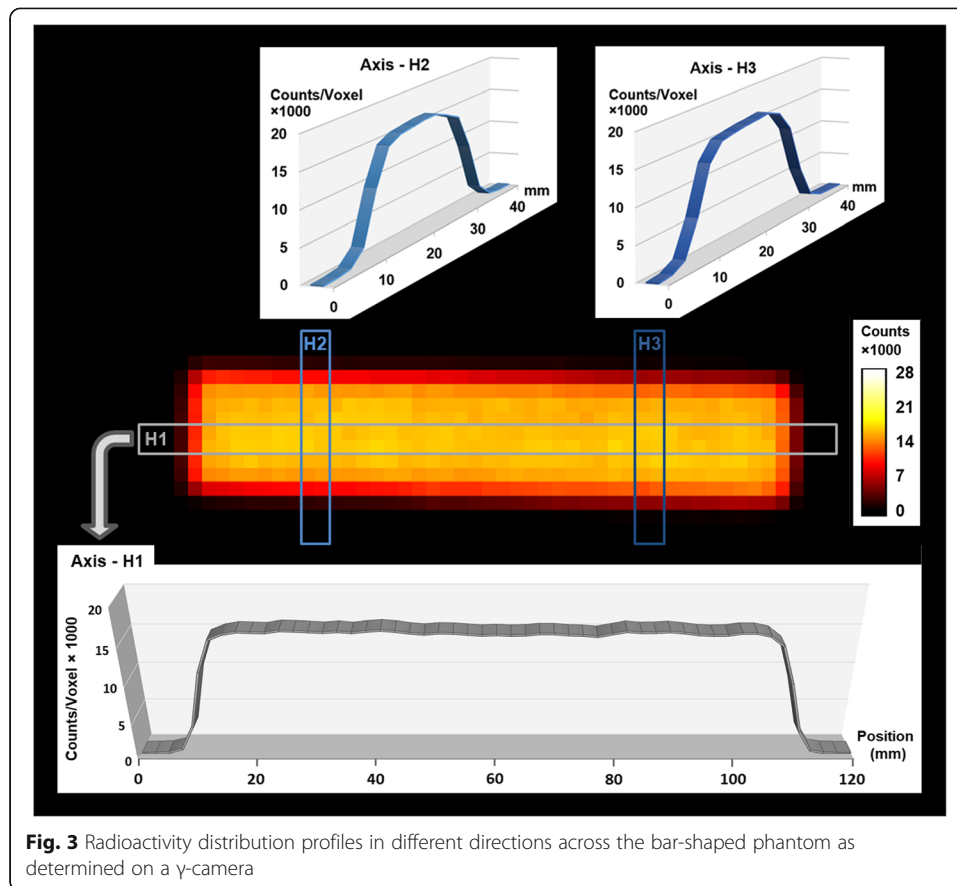 Axis - H2
Counts/Voxel
×1000
20
15
10
5
0
0
10
20
30
40
mm
Axis - H3
Counts/Voxel
×1000
20
15
10
5
0
0
10
20
30
40
mm
H2
H3
H1
Counts
×1000
28
21
14
7
0
Axis - H1
Counts/Voxel × 1000
20
15
10
5
0
0
20
40
60
80
100
120
Position
(mm)
Fig. 3 Radioactivity distribution profiles in different directions across the bar-shaped phantom as
determined on a γ-camera